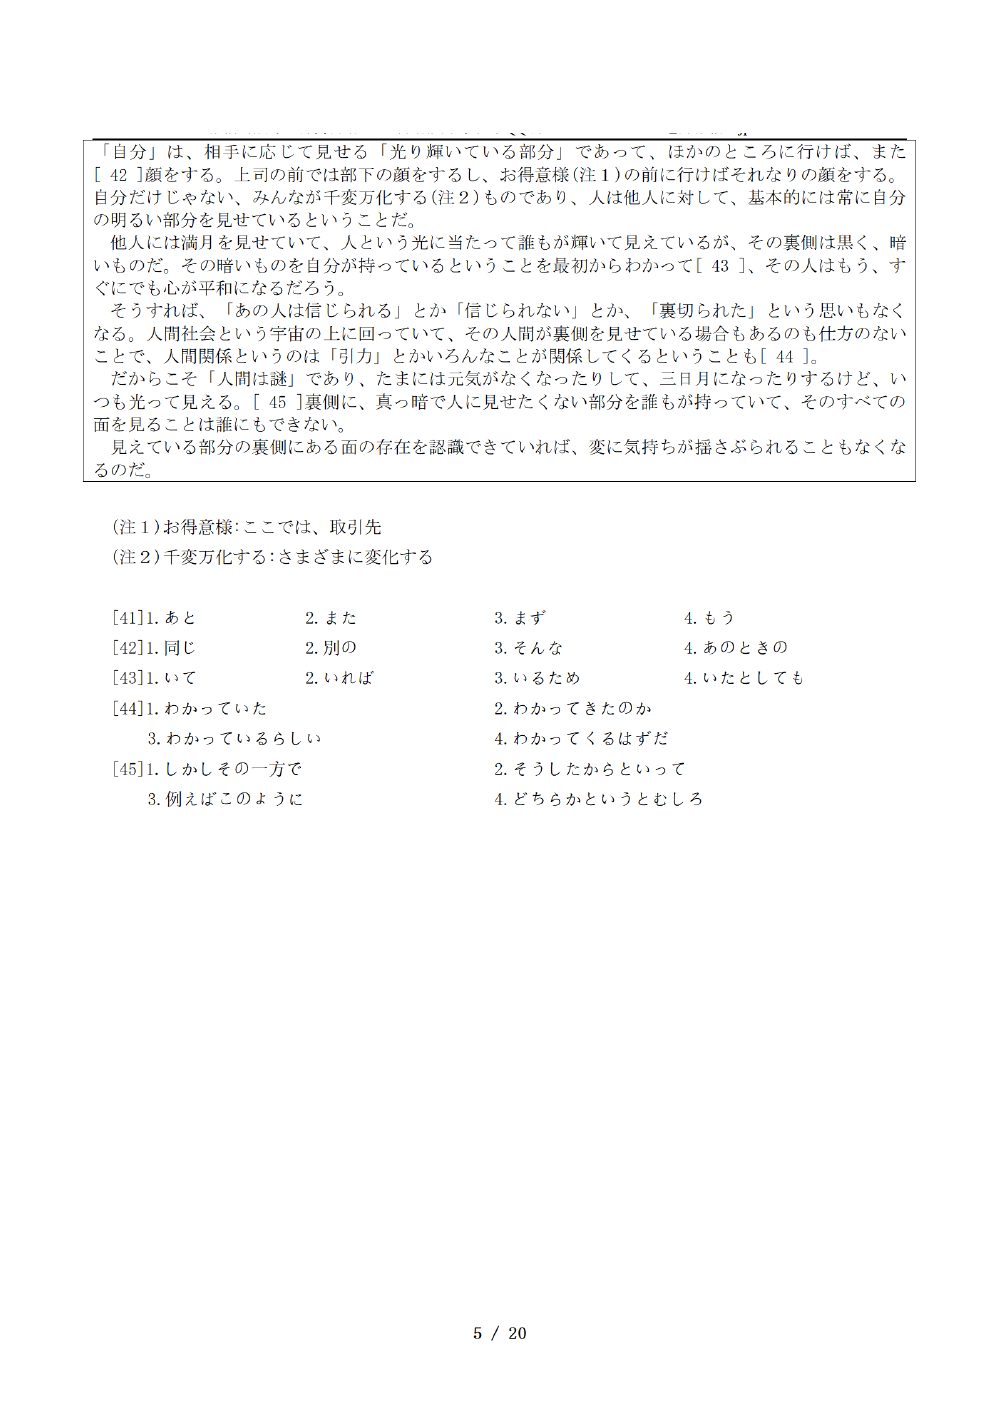 「自分」は、相手に応じて見せる「光り輝いている部分」であって、ほかのところに行けば、また
[ 42 ]顔をする。上司の前では部下の顔をするし、お得意様(注１)の前に行けばそれなりの顔をする。
自分だけじゃない、みんなが千変万化する(注２)ものであり、人は他人に対して、基本的には常に自分
の明るい部分を見せているということだ。
他人には満月を見せていて、人という光に当たって誰もが輝いて見えているが、その裏側は黒く、暗
いものだ。その暗いものを自分が持っているということを最初からわかって[ 43 ]、その人はもう、す
ぐにでも心が平和になるだろう。
そうすれば、「あの人は信じられる」とか「信じられない」とか、「裏切られた」という思いもなく
なる。人間社会という宇宙の上に回っていて、その人間が裏側を見せている場合もあるのも仕方のない
ことで、人間関係というのは「引力」とかいろんなことが関係してくるということも[ 44 ]。
だからこそ「人間は謎」であり、たまには元気がなくなったりして、三日月になったりするけど、い
つも光って見える。[ 45 ]裏側に、真っ暗で人に見せたくない部分を誰もが持っていて、そのすべての
面を見ることは誰にもできない。
見えている部分の裏側にある面の存在を認識できていれば、変に気持ちが揺さぶられることもなくな
るのだ。
(注１)お得意様:ここでは、取引先
(注２)千変万化する:さまざまに変化する
[41]1.あと 2.また 3.まず 4.もう
[42]1.同じ 2.別の 3.そんな 4.あのときの
[43]1.いて 2.いれば 3.いるため 4.いたとしても
[44]1.わかっていた 2.わかってきたのか
3.わかっているらしい 4.わかってくるはずだ
[45]1.しかしその一方で 2.そうしたからといって
3.例えばこのように 4.どちらかというとむしろ
5 / 20